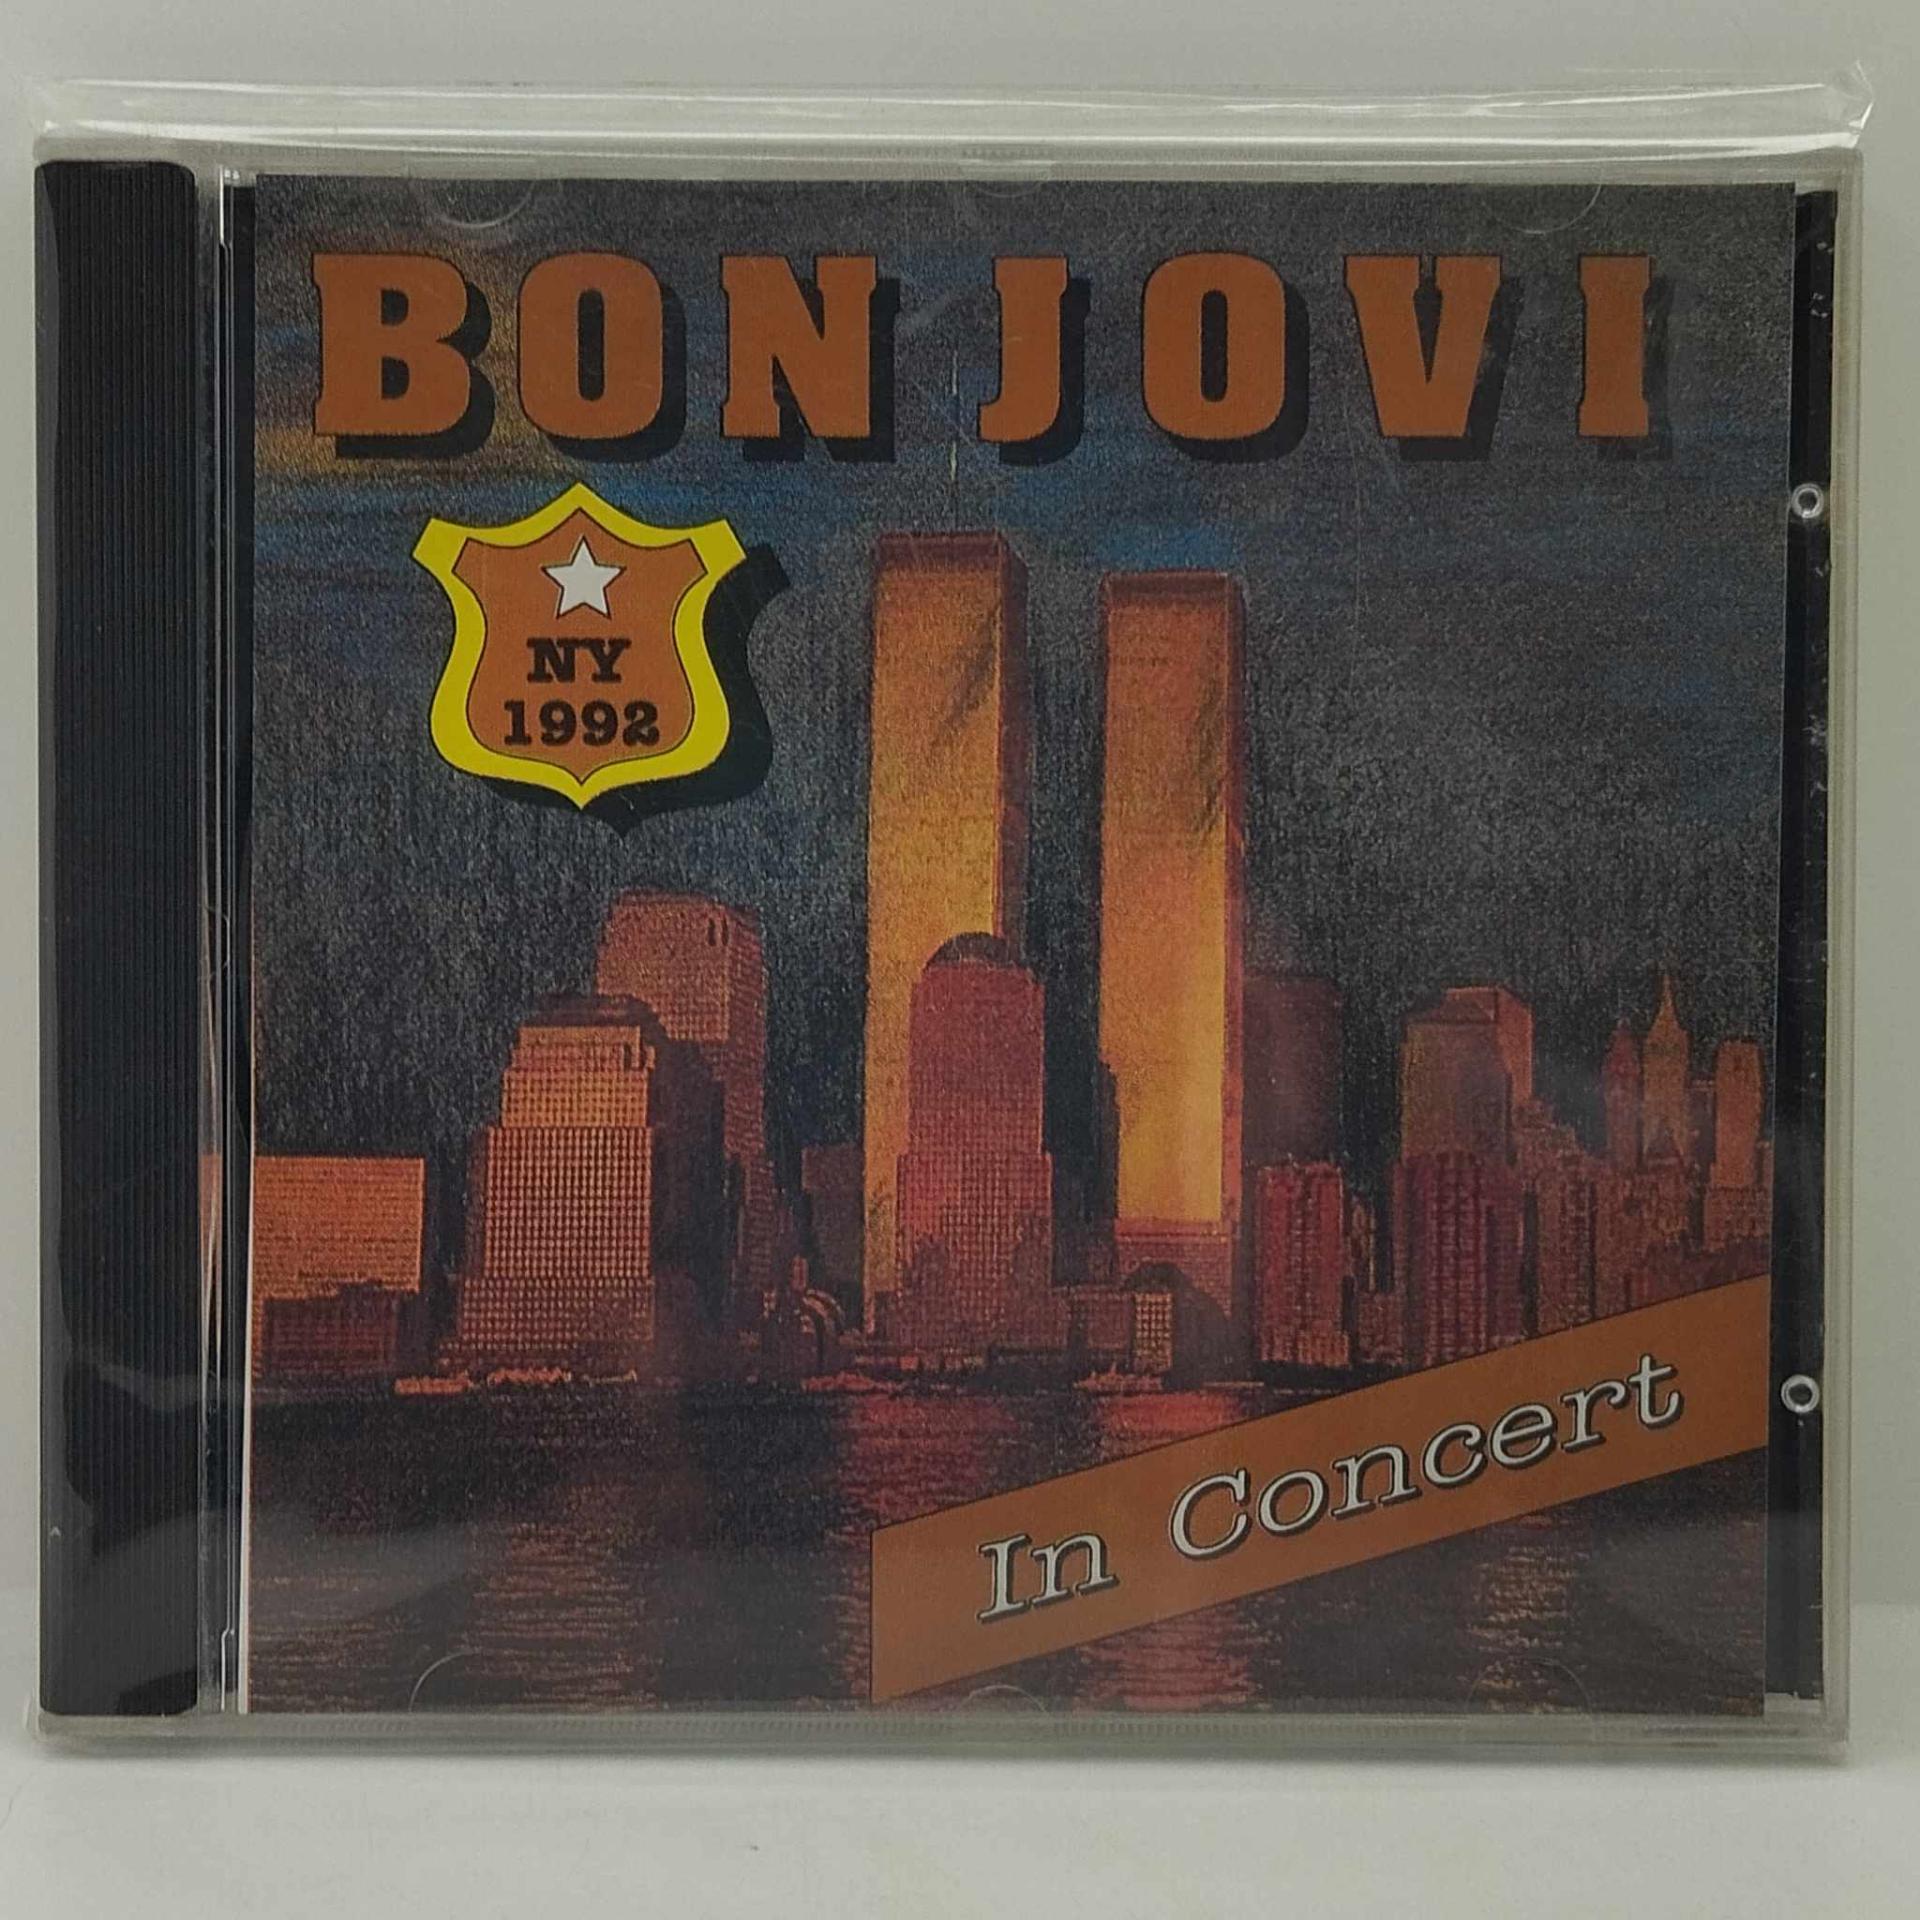 BON JOVI
NY
1992
In Concert